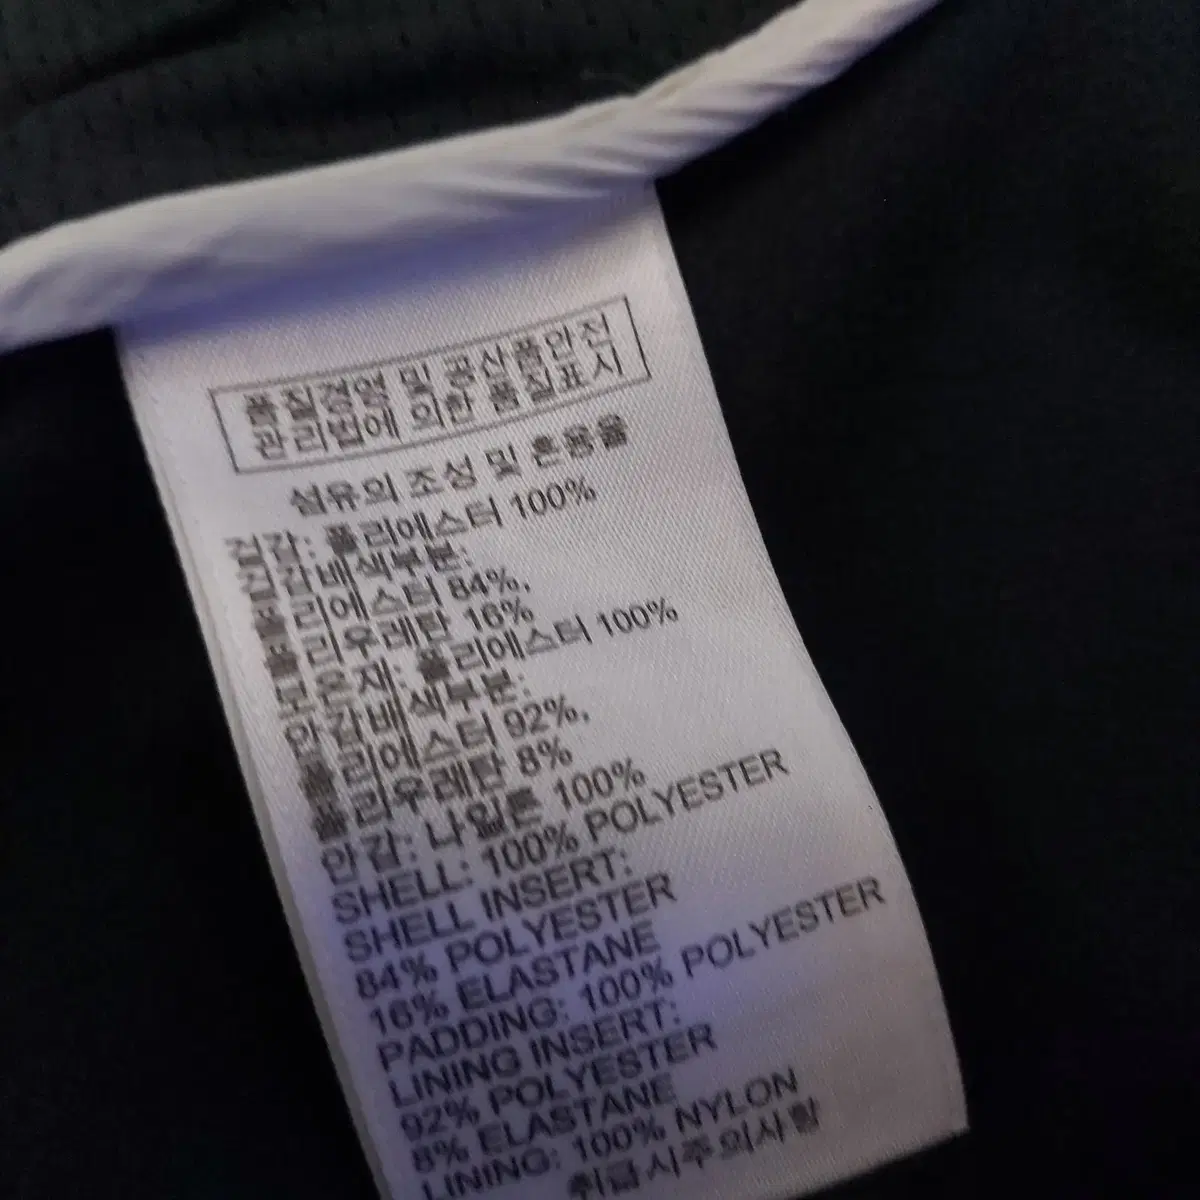 품질경영 및 공산품안전
관리법에 의한 품질표시
섬유의 조성 및 혼용율
겉감: 폴리에스터 100%
겉감배색부분:
폴리에스터 84%,
폴리우레탄 16%
보온재: 폴리에스터 100%
안감배색부분:
폴리에스터 92%,
폴리우레탄 8%
안감: 나일론 100%
SHELL: 100% POLYESTER
SHELL INSERT:
84% POLYESTER
16% ELASTANE
PADDING: 100% POLYESTER
LINING INSERT:
92% POLYESTER
8% ELASTANE
LINING: 100% NYLON
취급시주의사항